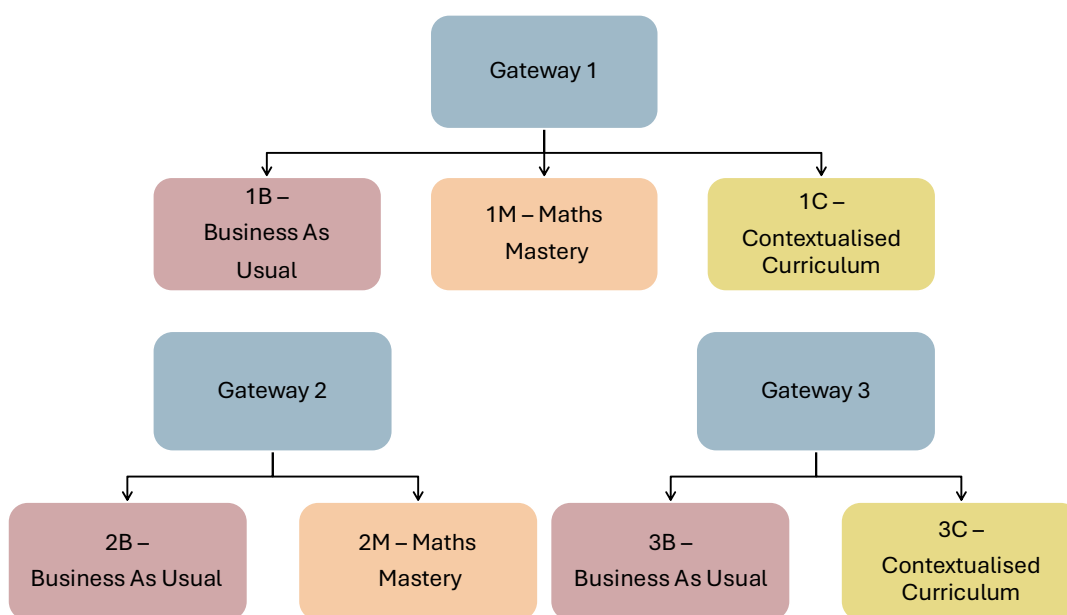 Gateway 1
1B –
Business As
Usual
1M – Maths
Mastery
1C –
Contextualised
Curriculum
Gateway 2
Gateway 3
2B –
Business As Usual
2M – Maths
Mastery
3B –
Business As Usual
3C –
Contextualised
Curriculum